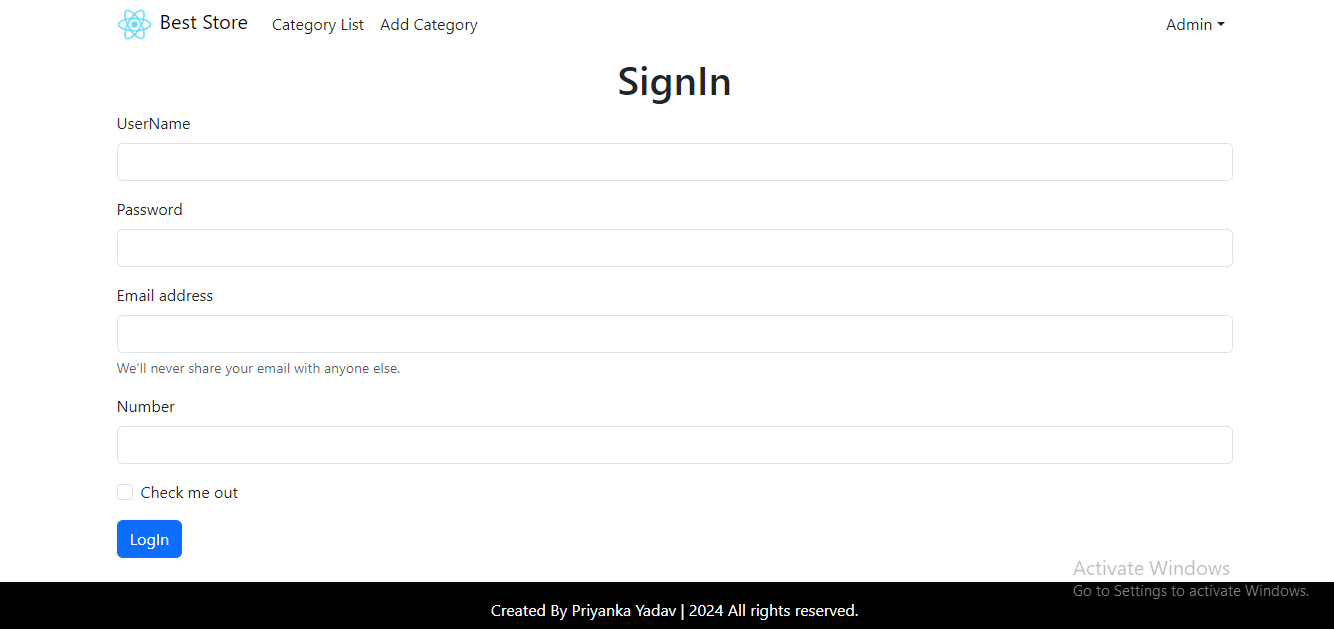 Best Store Category List Add Category Admin
SignIn
UserName
Password
Email address
We'll never share your email with anyone else.
Number
Check me out
LogIn
Activate Windows
Go to Settings to activate Windows.
Created By Priyanka Yadav | 2024 All rights reserved.